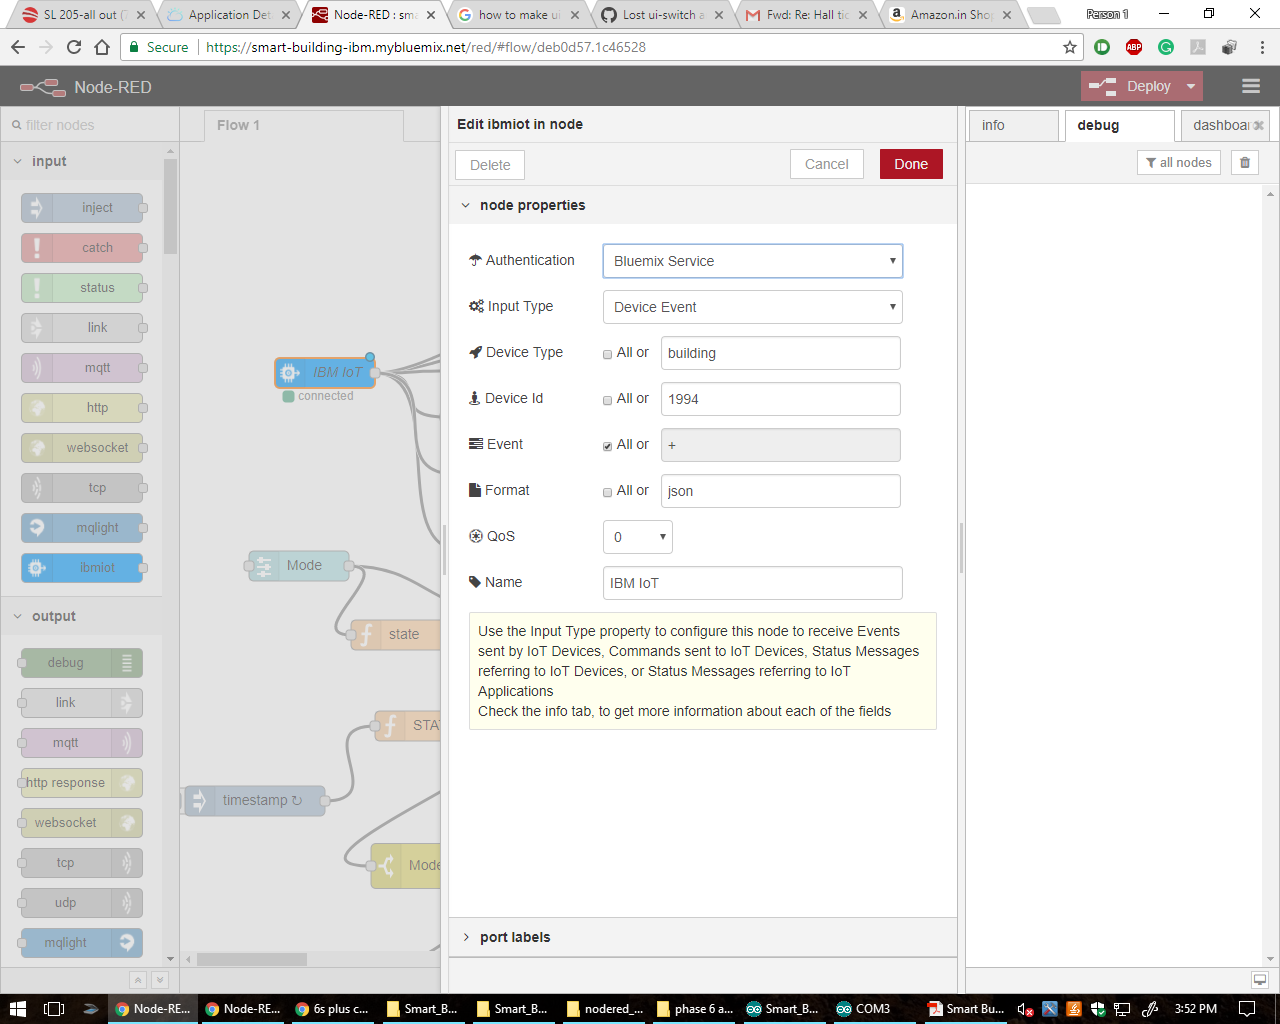 SL 205-all out (
Application Det
Node-RED : sma
how to make ui
Lost ui-switch a
Fwd: Re: Hall tic
Amazon.in Shop
Person 1
Secure
https://smart-building-ibm.mybluemix.net/red/#flow/deb0d57.1c46528
ABP
Node-RED
Deploy
filter nodes
Flow 1
Edit ibmiot in node
info
debug
dashboar
Delete
Cancel
Done
all nodes
input
node properties
inject
catch
status
link
mqtt
http
websocket
tcp
mqlight
ibmiot
IBM IoT
connected
Mode
state
STA
timestamp ↻
Mode
Authentication
Bluemix Service
Input Type
Device Event
Device Type
All or
building
Device Id
All or
1994
Event
All or
+
Format
All or
json
QoS
0
Name
IBM IoT
Use the Input Type property to configure this node to receive Events
sent by IoT Devices, Commands sent to IoT Devices, Status Messages
referring to IoT Devices, or Status Messages referring to IoT
Applications
Check the info tab, to get more information about each of the fields
output
debug
link
mqtt
http response
websocket
tcp
udp
mqlight
port labels
Node-RE...
Node-RE...
6s plus c...
Smart_B...
Smart_B...
nodered_...
phase 6 a...
Smart_B...
COM3
Smart Bu...
3:52 PM